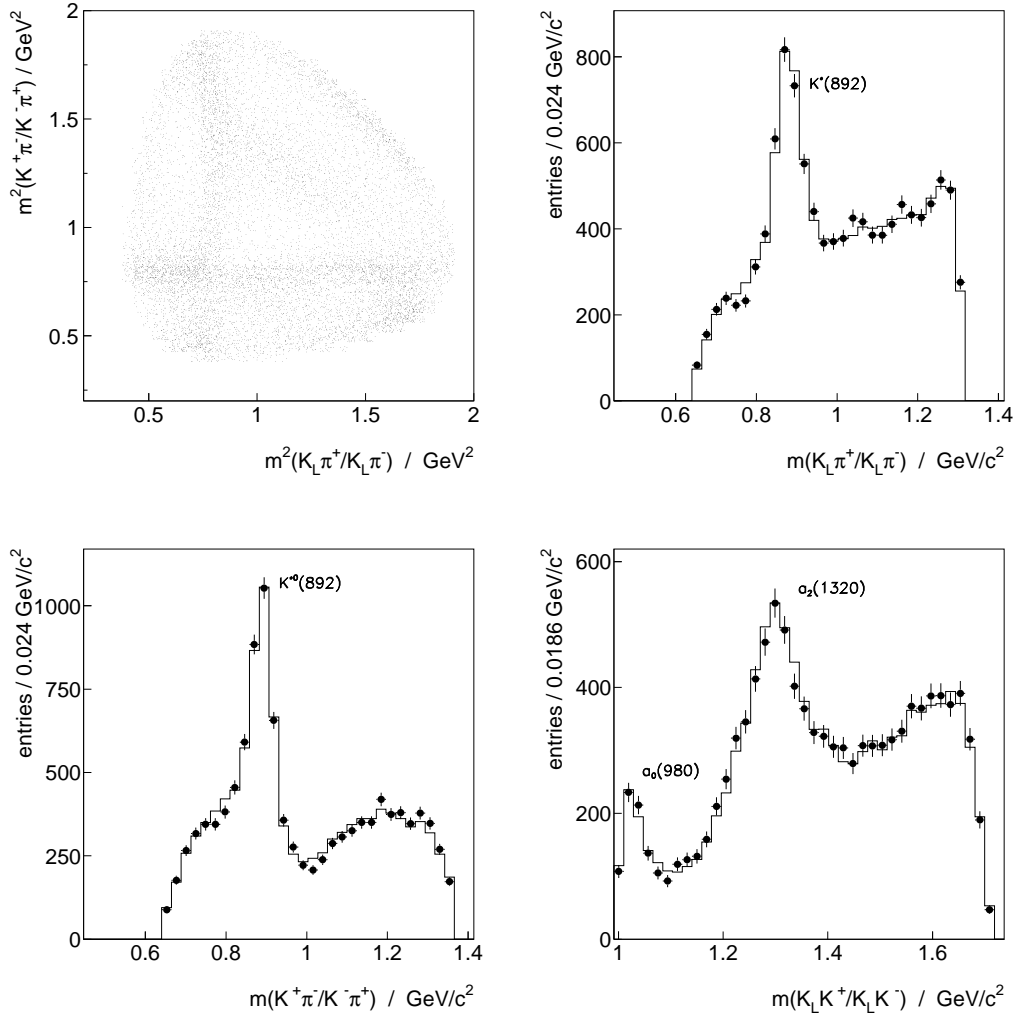 m²(K⁺π⁻/K⁻π⁺) / GeV²
2
1.5
1
0.5
0.5 1 1.5 2
m²(K_Lπ⁺/K_Lπ⁻) / GeV²
entries / 0.024 GeV/c²
800
600
400
200
0
K*(892)
0.6 0.8 1 1.2 1.4
m(K_Lπ⁺/K_Lπ⁻) / GeV/c²
entries / 0.024 GeV/c²
1000
750
500
250
0
K*⁰(892)
0.6 0.8 1 1.2 1.4
m(K⁺π⁻/K⁻π⁺) / GeV/c²
entries / 0.0186 GeV/c²
600
400
200
0
a₂(1320)
a₀(980)
1 1.2 1.4 1.6
m(K_LK⁺/K_LK⁻) / GeV/c²